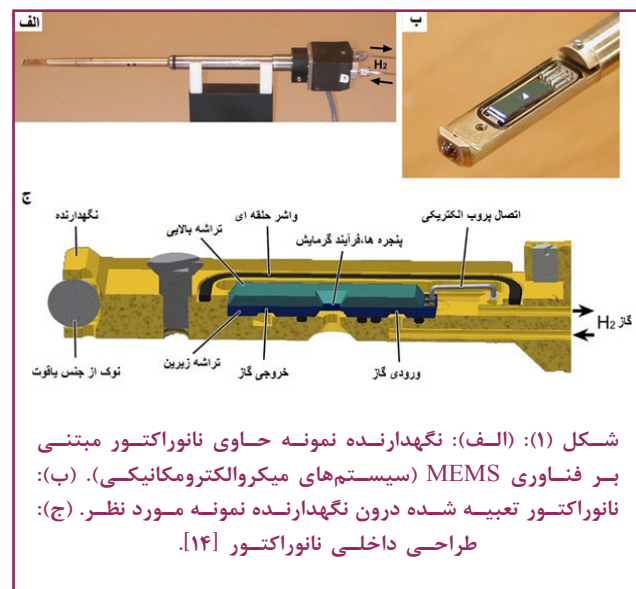 الف
H2
ب
ج
نگهدارنده
تراشه بالایی
واشر حلقه ای
پنجره ها،فرآیند گرمایش
اتصال پروب الکتریکی
گاز H2
نوک از جنس یاقوت
تراشه زیرین
خروجی گاز
ورودی گاز
شکل (۱): (الف): نگهدارنده نمونه حاوی نانوراکتور مبتنی
بر فناوری MEMS (سیستم‌های میکروالکترومکانیکی). (ب):
نانوراکتور تعبیه شده درون نگهدارنده نمونه مورد نظر. (ج):
طراحی داخلی نانوراکتور [۱۴].